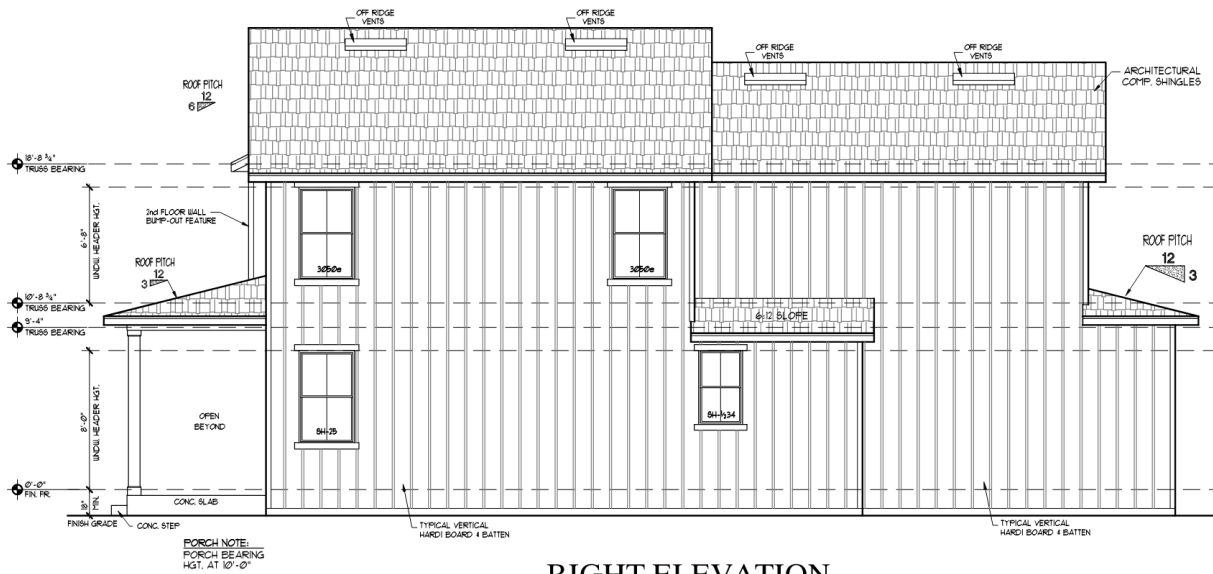 OFF RIDGE
VENTS
OFF RIDGE
VENTS
OFF RIDGE
VENTS
OFF RIDGE
VENTS
ARCHITECTURAL
COMP. SHINGLES
ROOF PITCH
12
6
18'-8 3/4"
TRUSS BEARING
2nd FLOOR WALL
BUMP-OUT FEATURE
6'-8"
WNDW. HEADER HGT.
3050e
3050e
ROOF PITCH
12
3
ROOF PITCH
12
3
10'-8 3/4"
TRUSS BEARING
9'-4"
TRUSS BEARING
6:12 SLOPE
8'-0"
WNDW. HEADER HGT.
OPEN
BEYOND
SH-25
SH-1/234
0'-0"
FIN. FR.
18"
MIN.
CONC. SLAB
FINISH GRADE
CONC. STEP
TYPICAL VERTICAL
HARDI BOARD & BATTEN
TYPICAL VERTICAL
HARDI BOARD & BATTEN
PORCH NOTE:
PORCH BEARING
HGT. AT 10'-0"
RIGHT ELEVATION